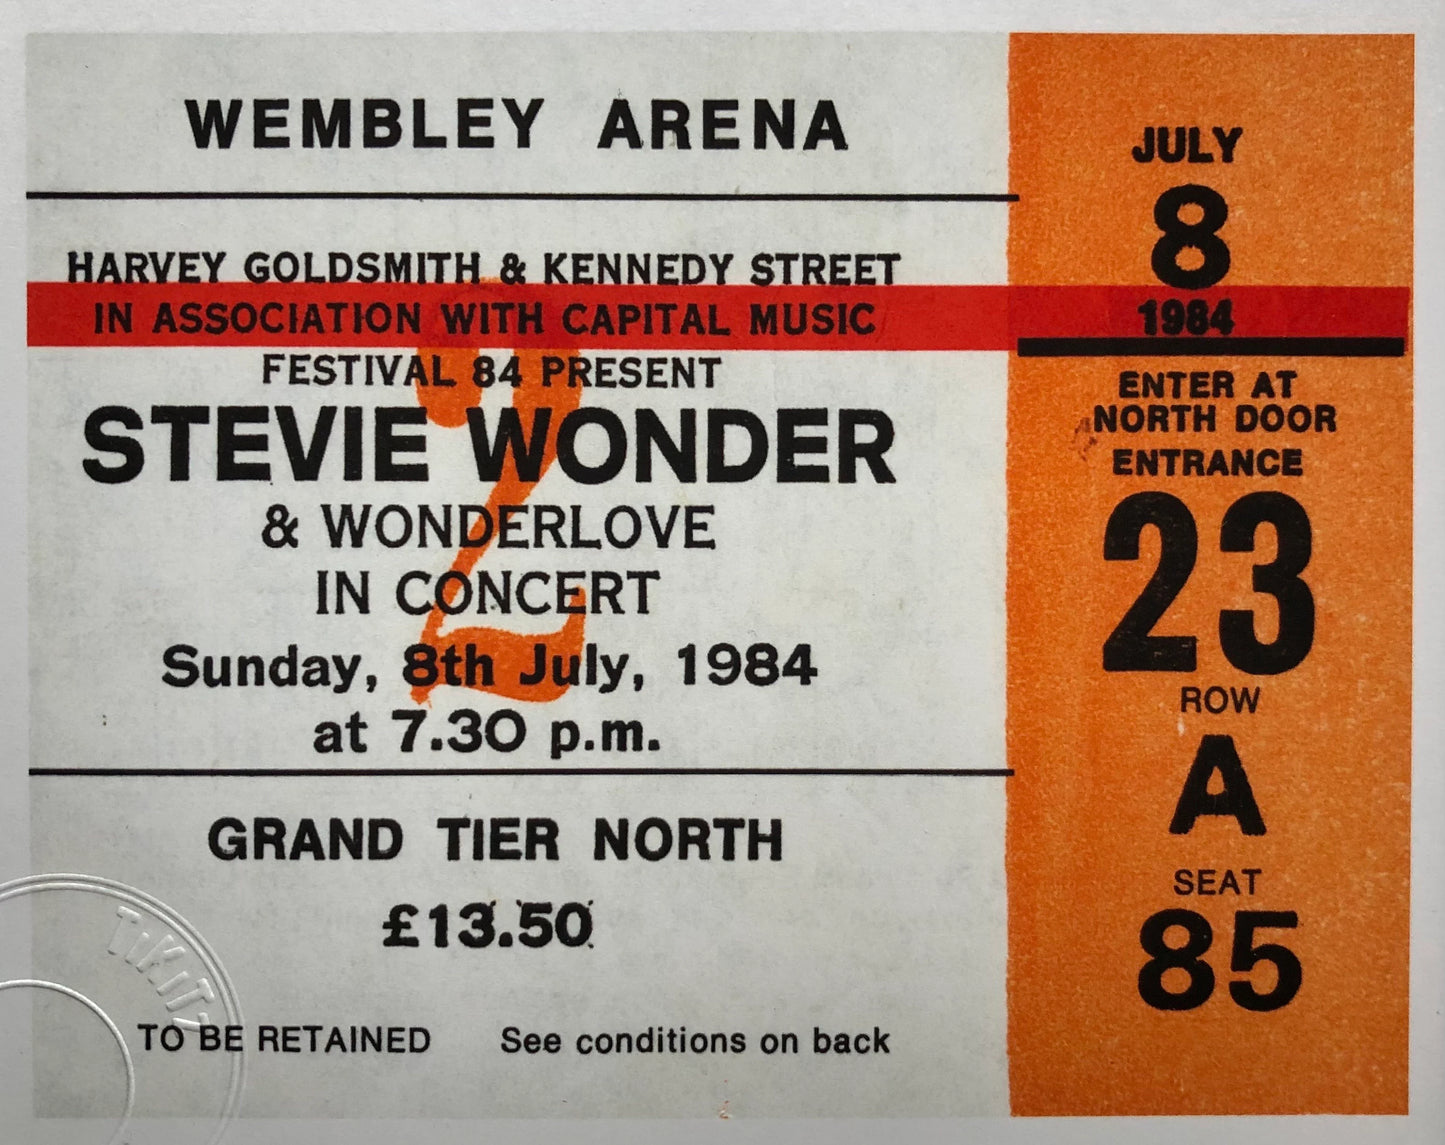 WEMBLEY ARENA
HARVEY GOLDSMITH & KENNEDY STREET
IN ASSOCIATION WITH CAPITAL MUSIC
FESTIVAL 84 PRESENT
STEVIE WONDER
& WONDERLOVE
IN CONCERT
Sunday, 8th July, 1984
at 7.30 p.m.
2
GRAND TIER NORTH
£13.50
TO BE RETAINED See conditions on back
TiKiTz
JULY
8
1984
ENTER AT
NORTH DOOR
ENTRANCE
23
ROW
A
SEAT
85